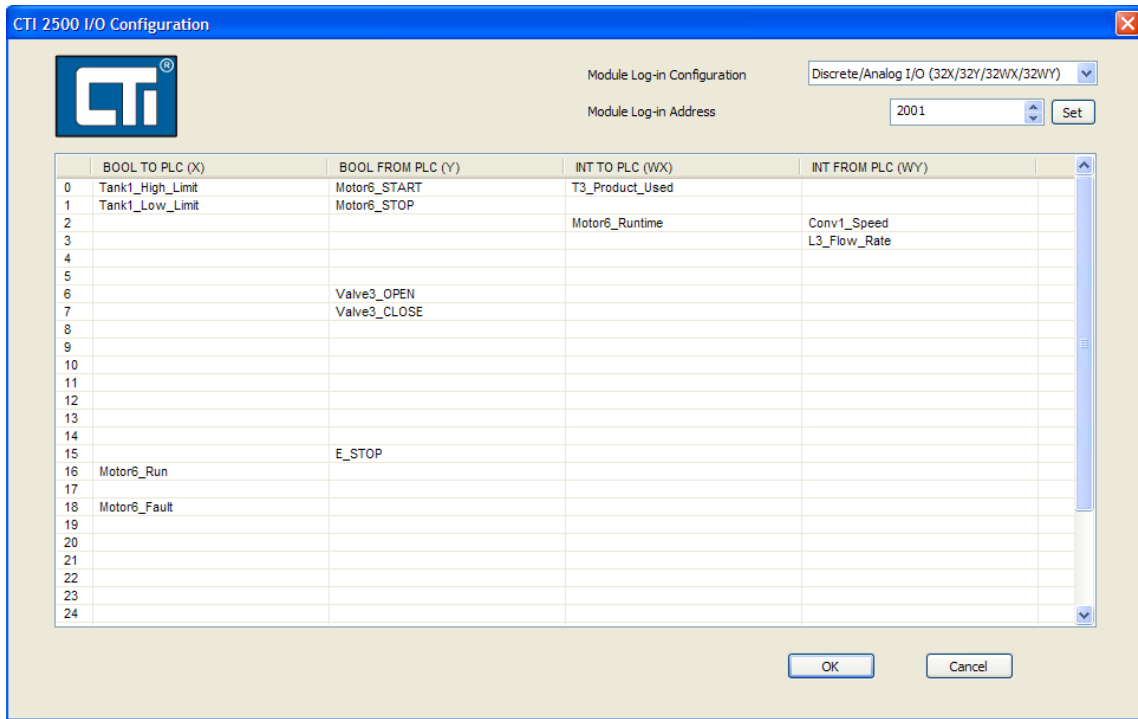 CTI 2500 I/O Configuration
CTi ®
Module Log-in Configuration Discrete/Analog I/O (32X/32Y/32WX/32WY)
Module Log-in Address 2001 Set
BOOL TO PLC (X) BOOL FROM PLC (Y) INT TO PLC (WX) INT FROM PLC (WY)
0 Tank1_High_Limit Motor6_START T3_Product_Used
1 Tank1_Low_Limit Motor6_STOP
2 Motor6_Runtime Conv1_Speed
3 L3_Flow_Rate
4
5
6 Valve3_OPEN
7 Valve3_CLOSE
8
9
10
11
12
13
14
15 E_STOP
16 Motor6_Run
17
18 Motor6_Fault
19
20
21
22
23
24
OK Cancel